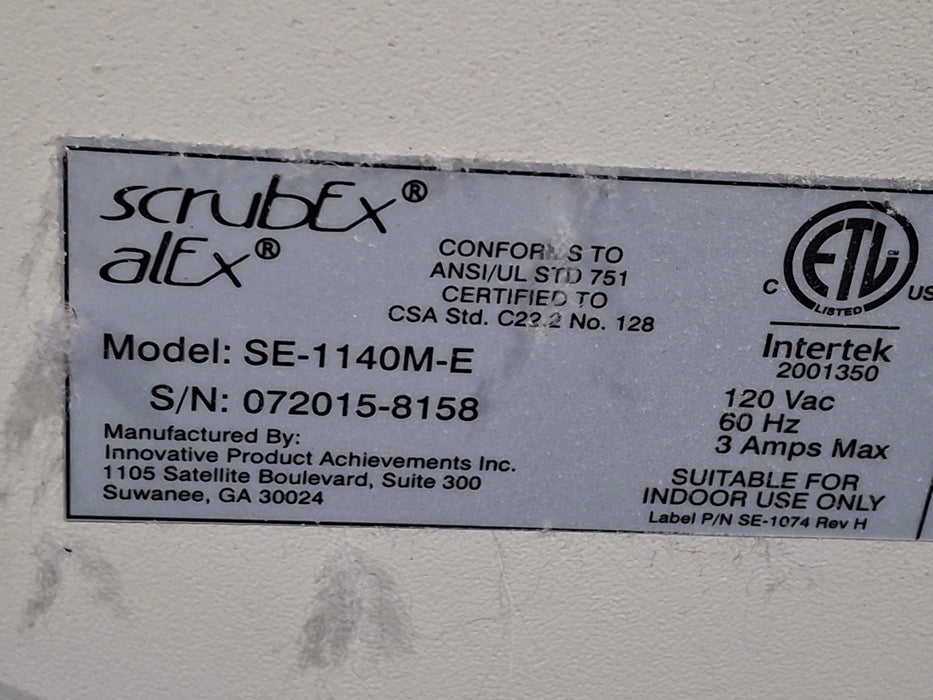 scrubEx®
alEx®
CONFORMS TO
ANSI/UL STD 751
CERTIFIED TO
CSA Std. C22.2 No. 128
Model: SE-1140M-E
S/N: 072015-8158
Manufactured By:
Innovative Product Achievements Inc.
1105 Satellite Boulevard, Suite 300
Suwanee, GA 30024
ETL CM
C US
LISTED
Intertek
2001350
120 Vac
60 Hz
3 Amps Max
SUITABLE FOR
INDOOR USE ONLY
Label P/N SE-1074 Rev H